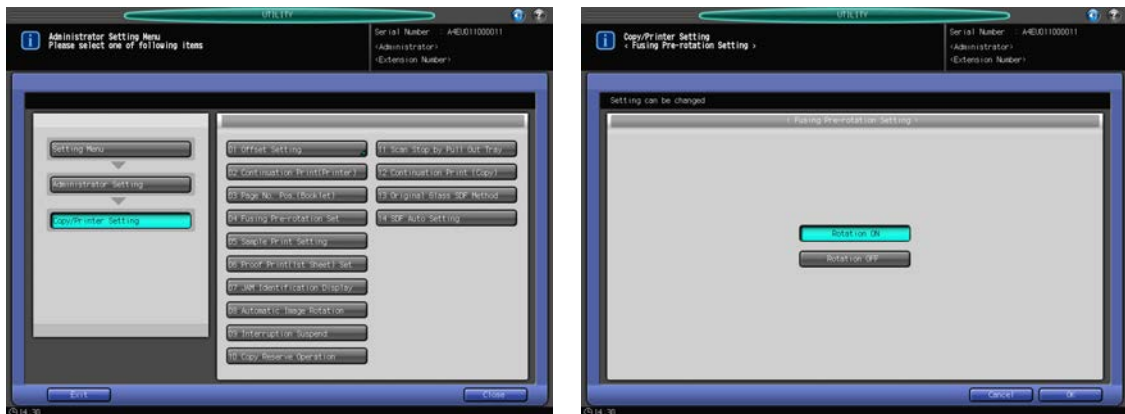 UTILITY
Administrator Setting Menu
Please select one of following items
Serial Number : A4EU011000011
<Administrator>
<Extension Number>
Setting Menu
Administrator Setting
Copy/Printer Setting
01 Offset Setting
02 Continuation Print(Printer)
03 Page No. Pos.(Booklet)
04 Fusing Pre-rotation Set
05 Sample Print Setting
06 Proof Print(1st Sheet) Set
07 JAM Identification Display
08 Automatic Image Rotation
09 Interruption Suspend
10 Copy Reserve Operation
11 Scan Stop by Pull Out Tray
12 Continuation Print (Copy)
13 Original Glass SDF Method
14 SDF Auto Setting
Exit
Close
14:30
UTILITY
Copy/Printer Setting
< Fusing Pre-rotation Setting >
Serial Number : A4EU011000011
<Administrator>
<Extension Number>
Setting can be changed
< Fusing Pre-rotation Setting >
Rotation ON
Rotation OFF
Cancel
OK
14:30